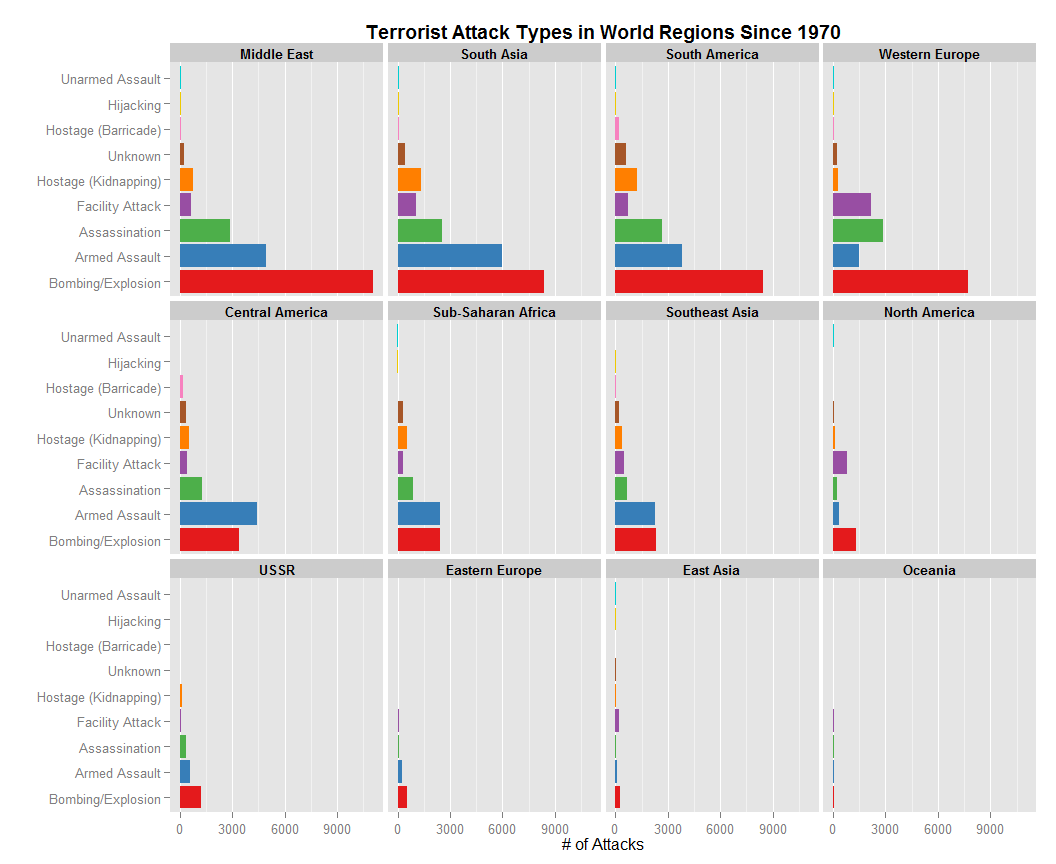 Terrorist Attack Types in World Regions Since 1970
Middle East South Asia South America Western Europe
Unarmed Assault
Hijacking
Hostage (Barricade)
Unknown
Hostage (Kidnapping)
Facility Attack
Assassination
Armed Assault
Bombing/Explosion
Central America Sub-Saharan Africa Southeast Asia North America
Unarmed Assault
Hijacking
Hostage (Barricade)
Unknown
Hostage (Kidnapping)
Facility Attack
Assassination
Armed Assault
Bombing/Explosion
USSR Eastern Europe East Asia Oceania
Unarmed Assault
Hijacking
Hostage (Barricade)
Unknown
Hostage (Kidnapping)
Facility Attack
Assassination
Armed Assault
Bombing/Explosion
0 3000 6000 9000 0 3000 6000 9000 0 3000 6000 9000 0 3000 6000 9000
# of Attacks